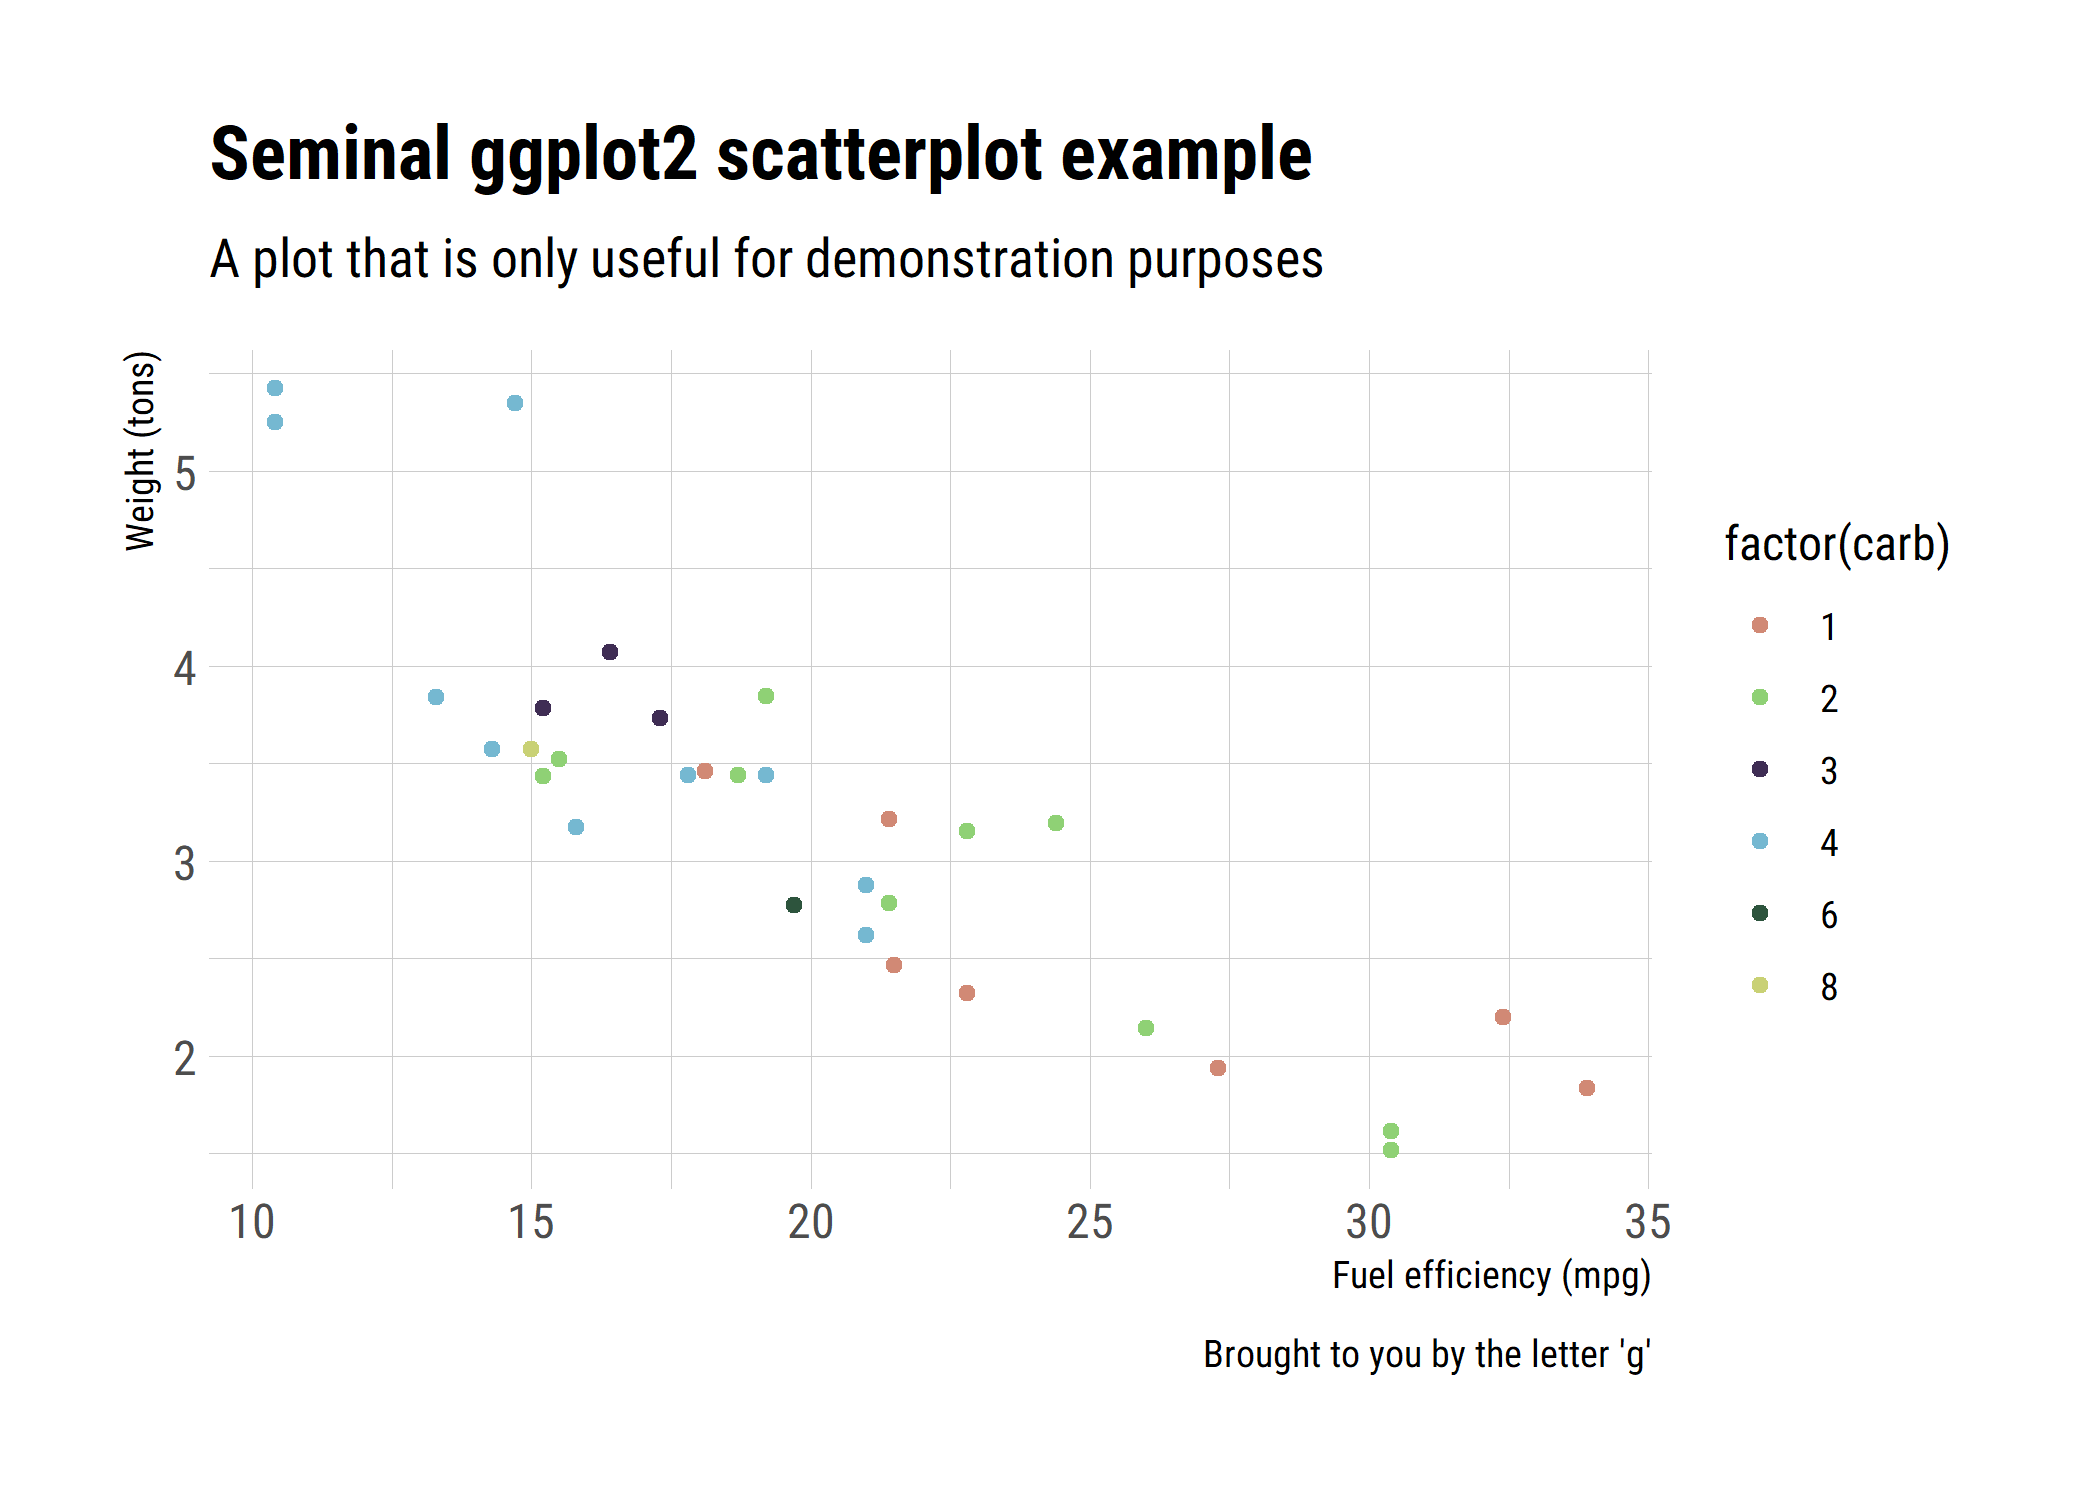 Seminal ggplot2 scatterplot example
A plot that is only useful for demonstration purposes
Weight (tons)
5
4
3
2
10 15 20 25 30 35
Fuel efficiency (mpg)
factor(carb)
1
2
3
4
6
8
Brought to you by the letter 'g'